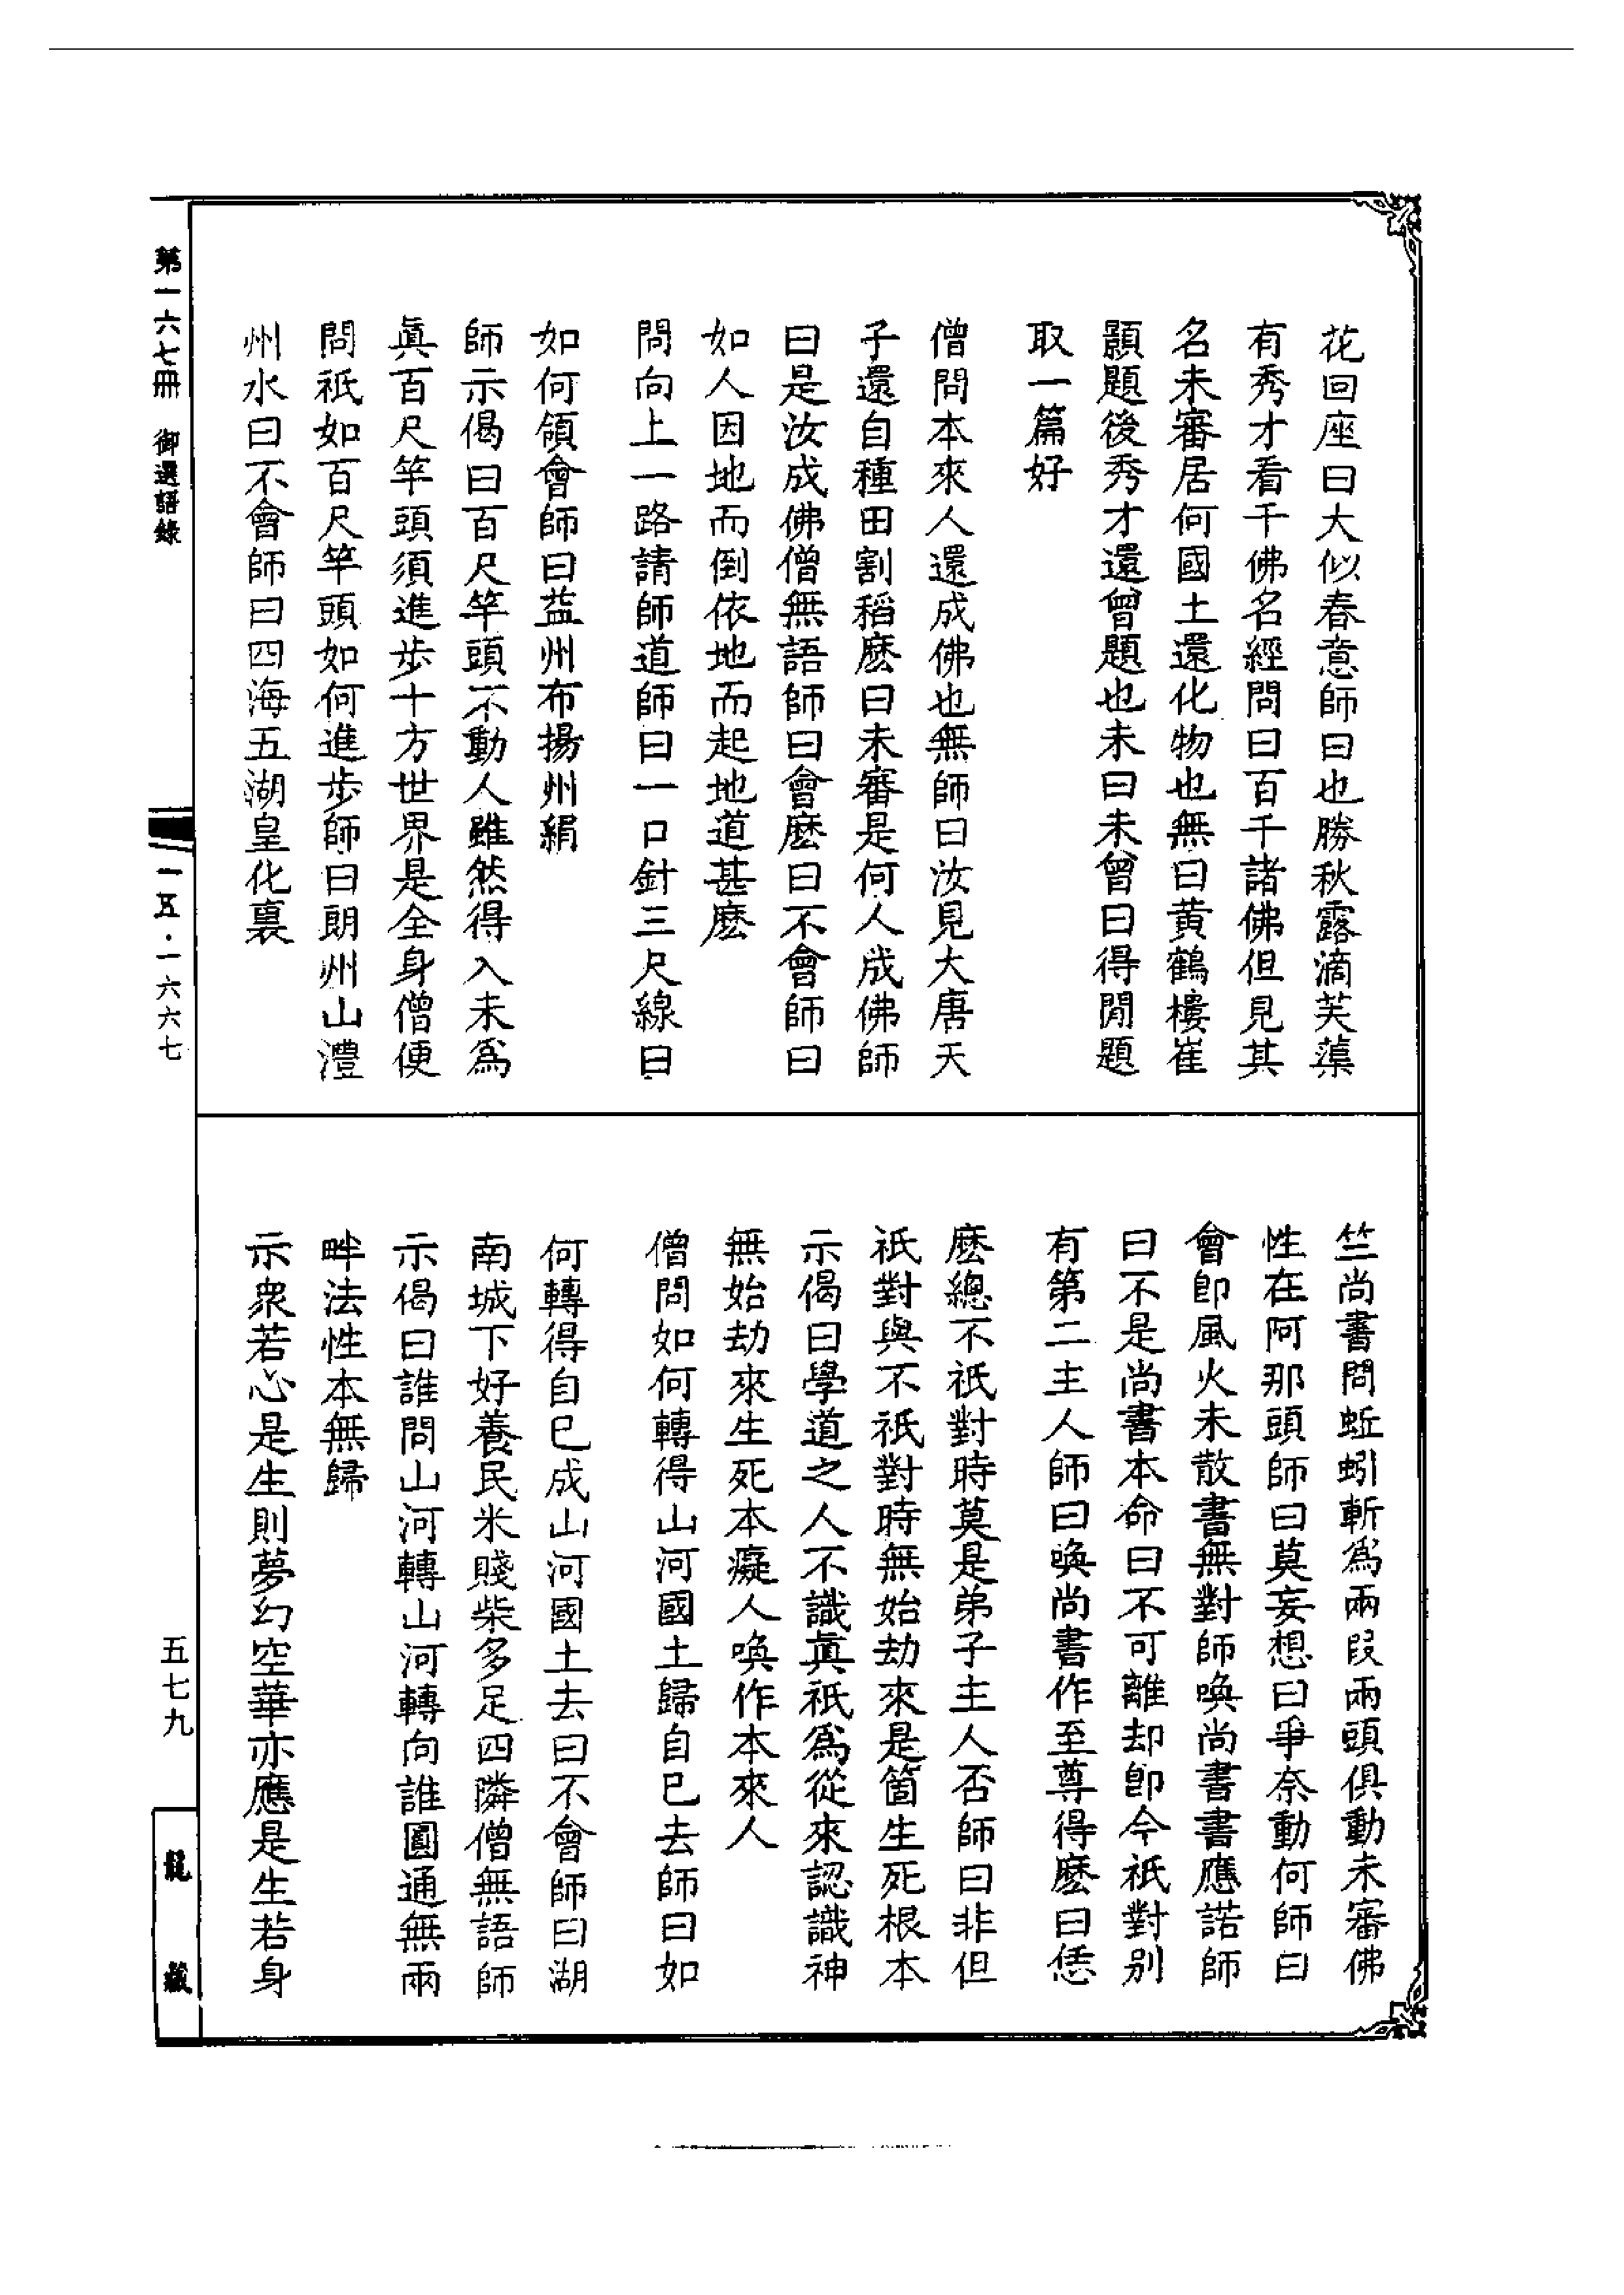 花回座曰大似春意師曰也勝秋露滴芙蕖
有秀才看千佛名經問曰百千諸佛但見其
名未審居何國土還化物也無曰黄鶴樓崔
顥題後秀才還曾題也未曰未曾曰得閒題
取一篇好
僧問本來人還成佛也無師曰汝見大唐天
子還自種田割稻麼曰未審是何人成佛師
曰是汝成佛僧無語師曰會麼曰不會師曰
如人因地而倒依地而起地道甚麼
問向上一路請師道師曰一口針三尺線曰
如何領會師曰益州布揚州絹
師示偈曰百尺竿頭不動人雖然得入未爲
眞百尺竿頭須進步十方世界是全身僧便
問祇如百尺竿頭如何進步師曰朗州山澧
州水曰不會師曰四海五湖皇化裏
竺尚書問蚯蚓斬爲兩段兩頭俱動未審佛
性在阿那頭師曰莫妄想曰爭奈動何師曰
會卽風火未散書無對師喚尚書書應諾師
曰不是尚書本命曰不可離却卽今祇對別
有第二主人師曰喚尚書作至尊得麼曰恁
麼總不祇對時莫是弟子主人否師曰非但
祇對與不祇對時無始劫來是箇生死根本
示偈曰學道之人不識眞祇爲從來認識神
無始劫來生死本癡人喚作本來人
僧問如何轉得山河國土歸自己去師曰如
何轉得自己成山河國土去曰不會師曰湖
南城下好養民米賤柴多足四隣僧無語師
示偈曰誰問山河轉山河轉向誰圓通無兩
畔法性本無歸
示衆若心是生則夢幻空華亦應是生若身
第一六七冊 御選語錄
一五·一六六七
五七九
龍藏